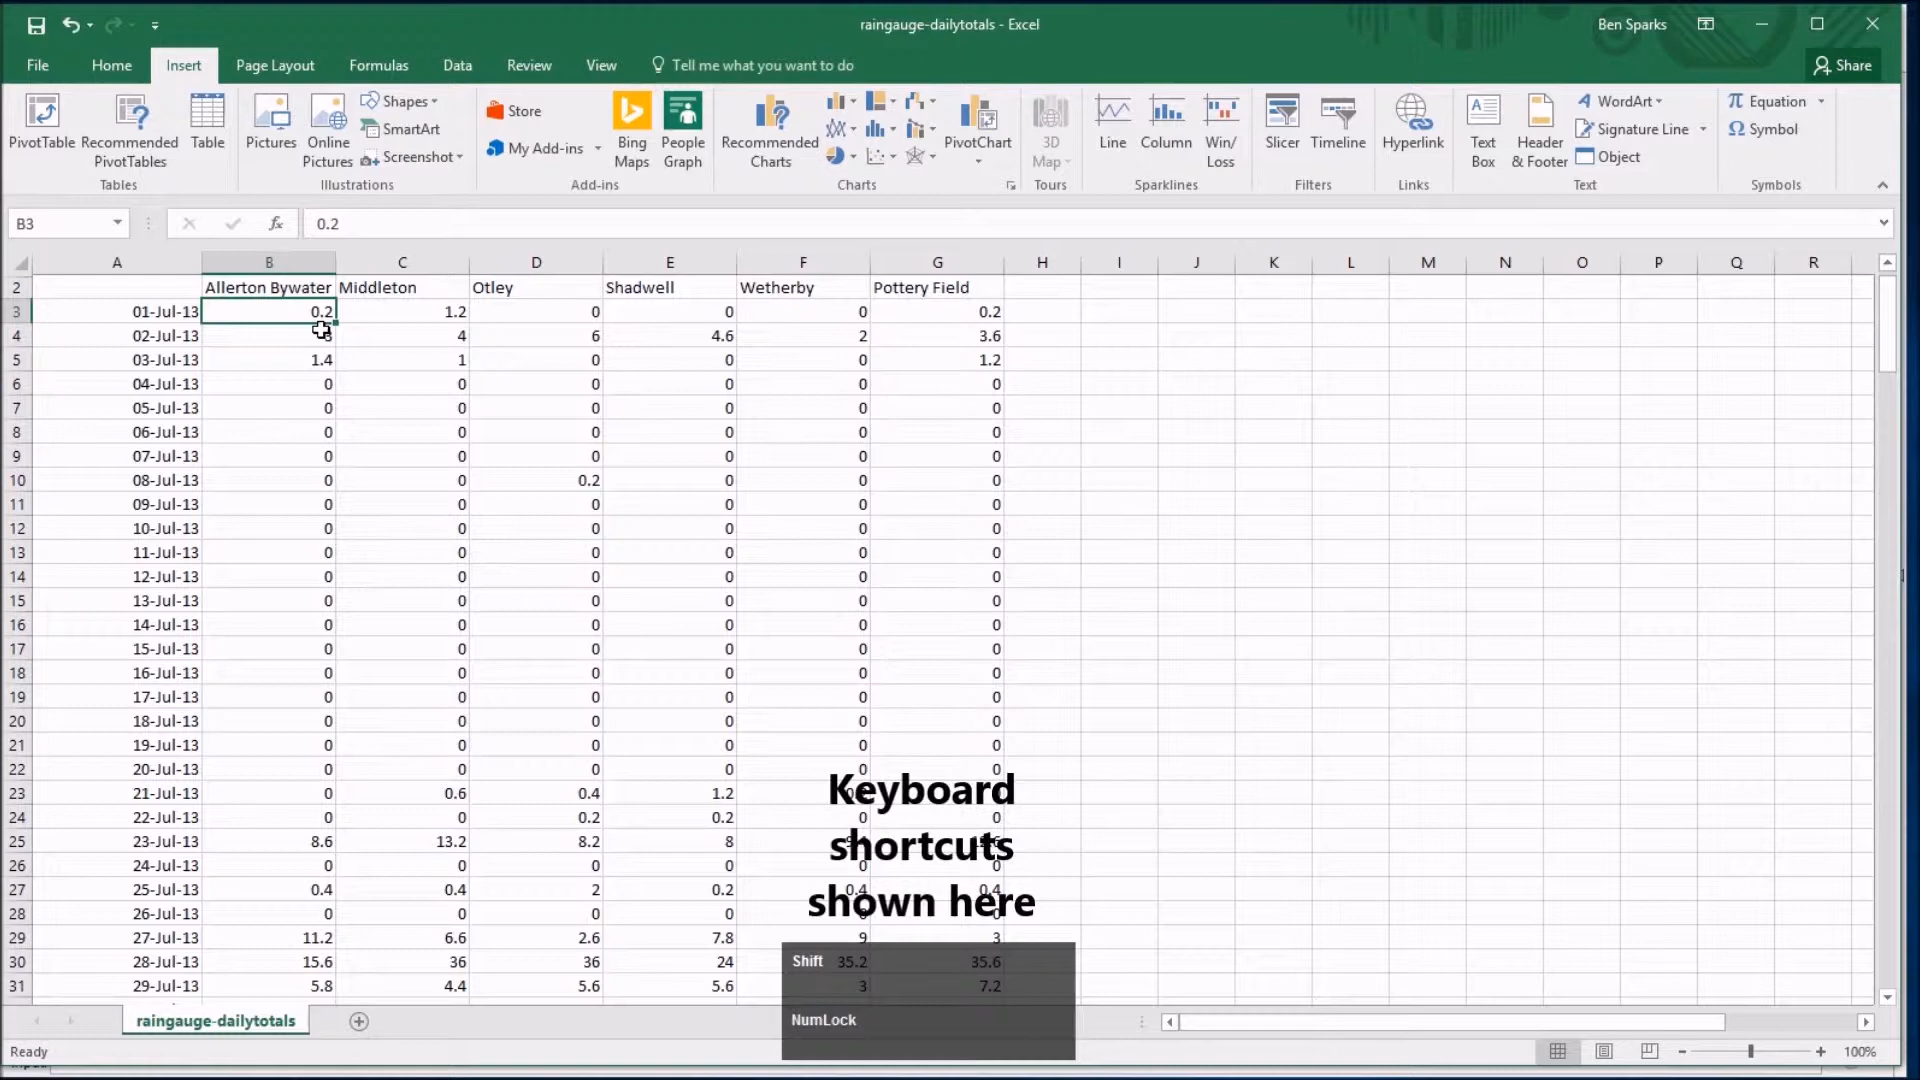 raingauge-dailytotals - Excel
Ben Sparks
File Home Insert Page Layout Formulas Data Review View Tell me what you want to do Share
PivotTable Recommended PivotTables Table
Tables
Pictures Online Pictures Shapes SmartArt Screenshot
Illustrations
Store My Add-ins Bing Maps People Graph
Add-ins
Recommended Charts PivotChart
Charts
3D Map
Tours
Line Column Win/Loss
Sparklines
Slicer Timeline
Filters
Hyperlink
Links
Text Box Header & Footer WordArt Signature Line Object
Text
Equation Symbol
Symbols
B3 fx 0.2
A B C D E F G H I J K L M N O P Q R
2 Allerton Bywater Middleton Otley Shadwell Wetherby Pottery Field
3 01-Jul-13 0.2 1.2 0 0 0 0.2
4 02-Jul-13 4 6 4.6 2 3.6
5 03-Jul-13 1.4 1 0 0 0 1.2
6 04-Jul-13 0 0 0 0 0 0
7 05-Jul-13 0 0 0 0 0 0
8 06-Jul-13 0 0 0 0 0 0
9 07-Jul-13 0 0 0 0 0 0
10 08-Jul-13 0 0 0.2 0 0 0
11 09-Jul-13 0 0 0 0 0 0
12 10-Jul-13 0 0 0 0 0 0
13 11-Jul-13 0 0 0 0 0 0
14 12-Jul-13 0 0 0 0 0 0
15 13-Jul-13 0 0 0 0 0 0
16 14-Jul-13 0 0 0 0 0 0
17 15-Jul-13 0 0 0 0 0 0
18 16-Jul-13 0 0 0 0 0 0
19 17-Jul-13 0 0 0 0 0 0
20 18-Jul-13 0 0 0 0 0 0
21 19-Jul-13 0 0 0 0 0 0
22 20-Jul-13 0 0 0 0 0 0
23 21-Jul-13 0 0.6 0.4 1.2
24 22-Jul-13 0 0 0.2 0.2 0 0
25 23-Jul-13 8.6 13.2 8.2 8
26 24-Jul-13 0 0 0 0 0 0
27 25-Jul-13 0.4 0.4 2 0.2 0.4 0.4
28 26-Jul-13 0 0 0 0
29 27-Jul-13 11.2 6.6 2.6 7.8 9 3
30 28-Jul-13 15.6 36 36 24 35.2 35.6
31 29-Jul-13 5.8 4.4 5.6 5.6 3 7.2
Keyboard
shortcuts
shown here
Shift
NumLock
raingauge-dailytotals
Ready
100%